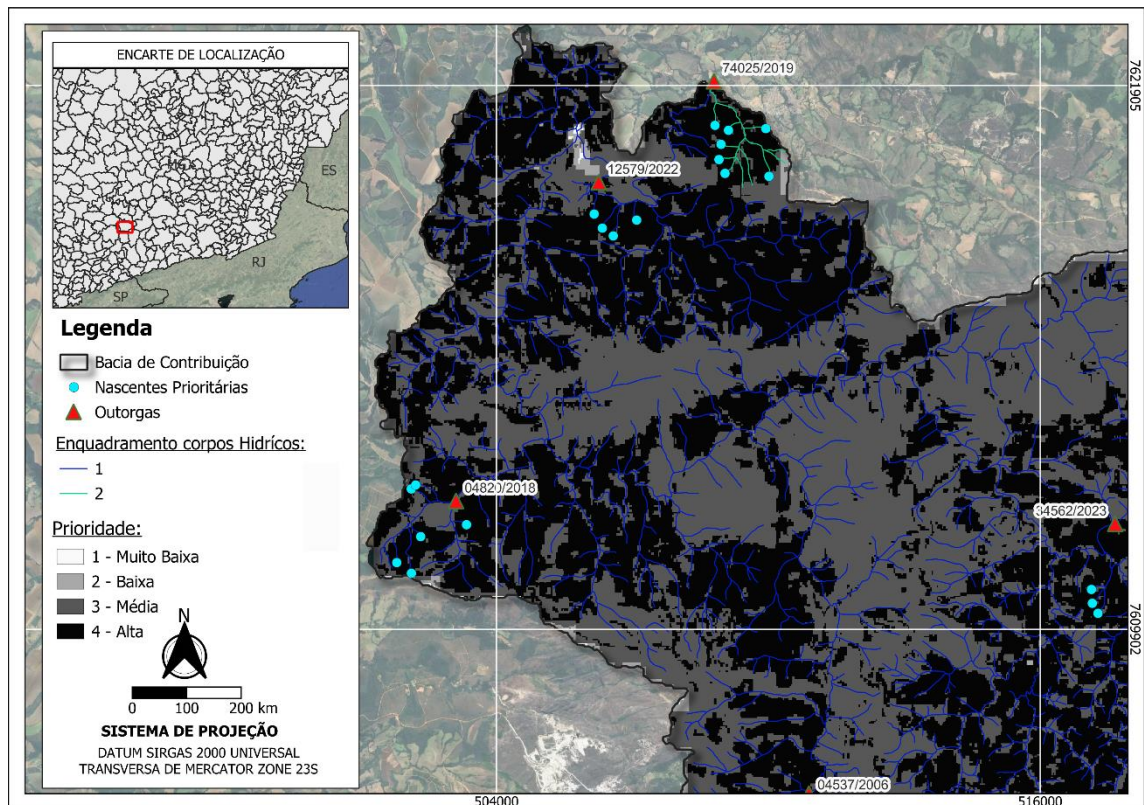 ENCARTE DE LOCALIZAÇÃO
MG
ES
RJ
SP
Legenda
Bacia de Contribuição
Nascentes Prioritárias
Outorgas
Enquadramento corpos Hidrícos:
1
2
Prioridade:
1 - Muito Baixa
2 - Baixa
3 - Média
4 - Alta
N
0 100 200 km
SISTEMA DE PROJEÇÃO
DATUM SIRGAS 2000 UNIVERSAL
TRANSVERSA DE MERCATOR ZONE 23S
74025/2019
12579/2022
04820/2018
34562/2023
04537/2006
7621905
7609902
504000
516000